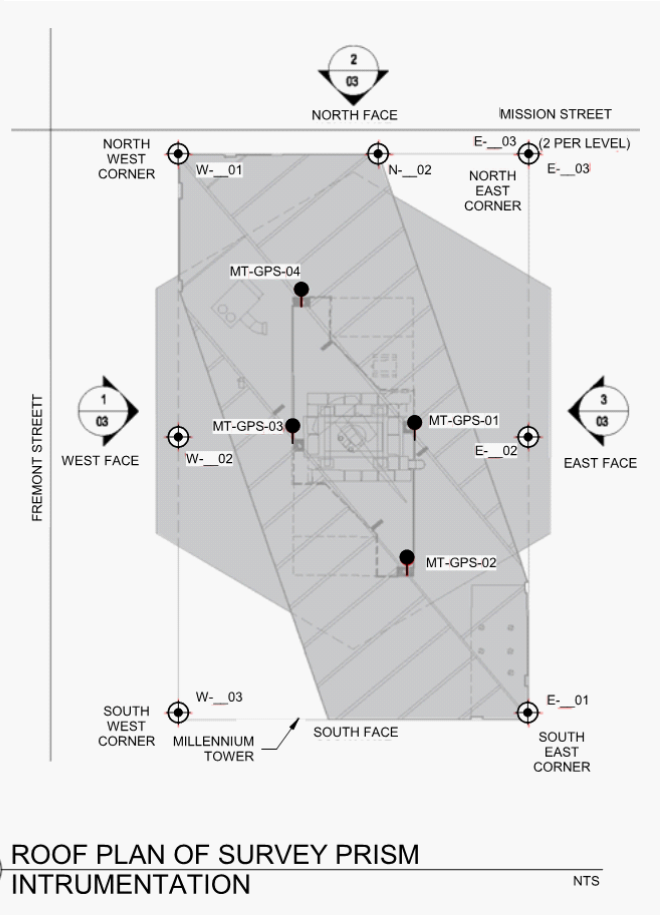 2
03
NORTH FACE
MISSION STREET
NORTH
WEST
CORNER
W-__01
N-__02
E-__03
(2 PER LEVEL)
E-__03
NORTH
EAST
CORNER
MT-GPS-04
1
03
WEST FACE
W-__02
MT-GPS-03
MT-GPS-01
E-__02
3
03
EAST FACE
FREMONT STREETT
MT-GPS-02
W-__03
SOUTH
WEST
CORNER
MILLENNIUM
TOWER
SOUTH FACE
E-__01
SOUTH
EAST
CORNER
ROOF PLAN OF SURVEY PRISM
INTRUMENTATION
NTS